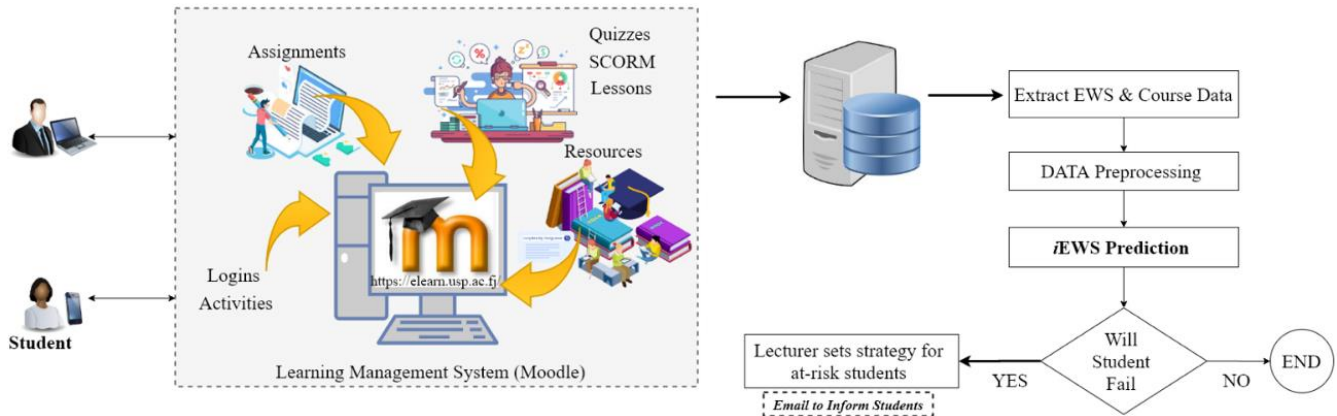 Assignments
Quizzes
SCORM
Lessons
Resources
m
https://elearn.usp.ac.fj/
Logins
Activities
Student
Learning Management System (Moodle)
Extract EWS & Course Data
DATA Preprocessing
iEWS Prediction
Will
Student
Fail
YES
NO
END
Lecturer sets strategy for
at-risk students
Email to Inform Students